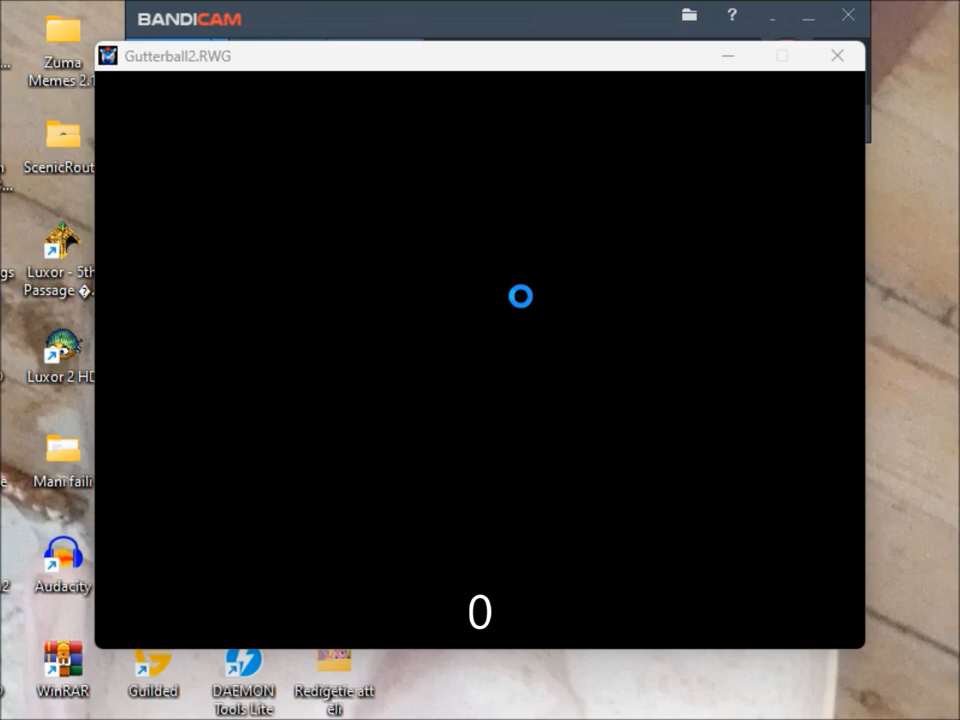 BANDICAM
?
Gutterball2.RWG
Zuma
Memes 2.1
ScenicRout
Luxor - 5th
Passage �.
Luxor 2 HD
Mani faili
Audacity
0
WinRAR
Guilded
DAEMON
Tools Lite
Rediģētie att
ēli